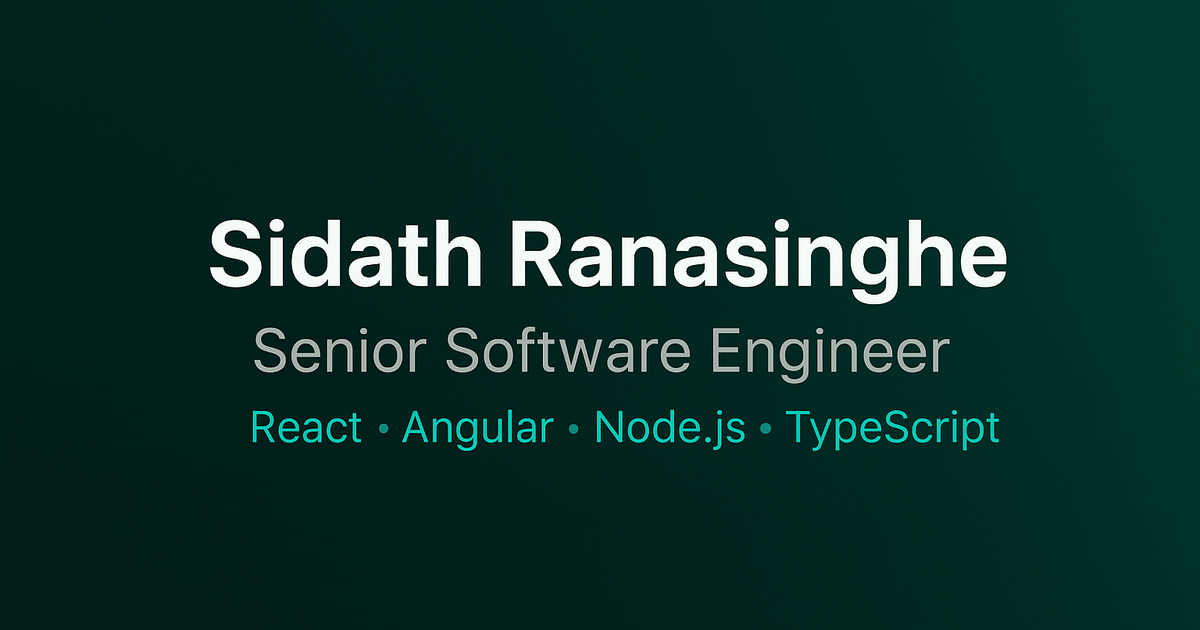 Sidath Ranasinghe
Senior Software Engineer
React • Angular • Node.js • TypeScript